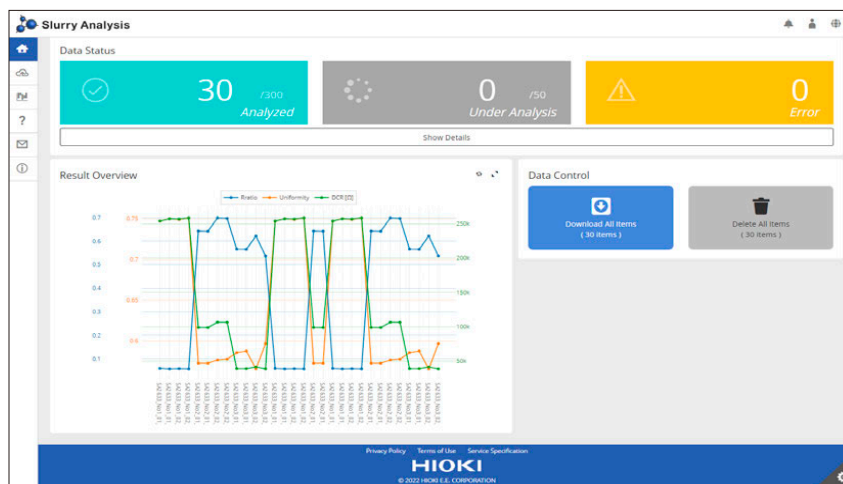 Slurry Analysis
Data Status
30 /300
Analyzed
0 /50
Under Analysis
0
Error
Show Details
Result Overview
Rratio Uniformity DCR [Ω]
0.7
0.6
0.5
0.4
0.3
0.2
0.1
0.75
0.7
0.65
0.6
250k
200k
150k
100k
50k
Data Control
Download All Items
( 30 items )
Delete All Items
( 30 items )
Privacy Policy Terms of Use Service Specification
HIOKI
© 2022 HIOKI E.E. CORPORATION